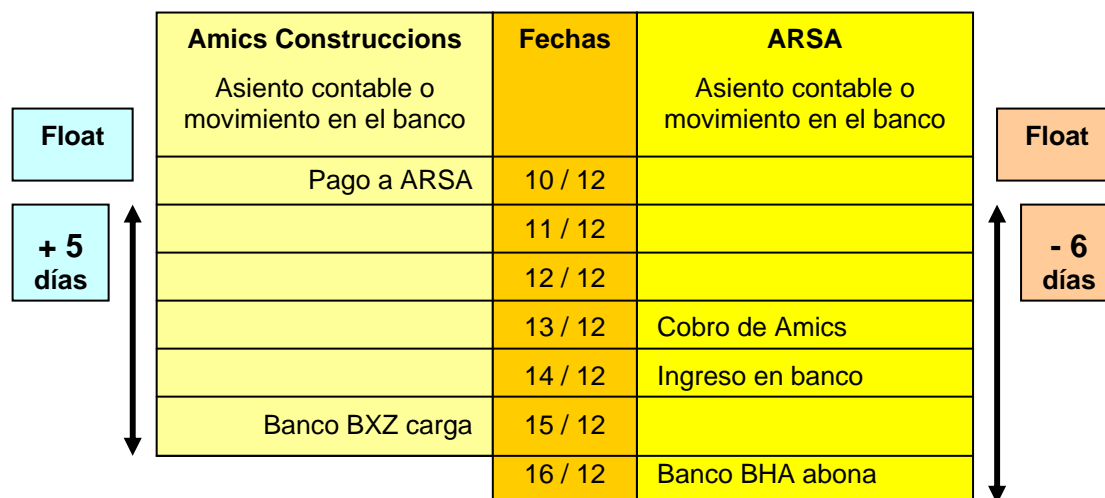 Amics Construccions
Fechas
ARSA
Asiento contable o
movimiento en el banco
Asiento contable o
movimiento en el banco
Float
Float
Pago a ARSA
10 / 12
+ 5
días
- 6
días
11 / 12
12 / 12
13 / 12
Cobro de Amics
14 / 12
Ingreso en banco
Banco BXZ carga
15 / 12
16 / 12
Banco BHA abona